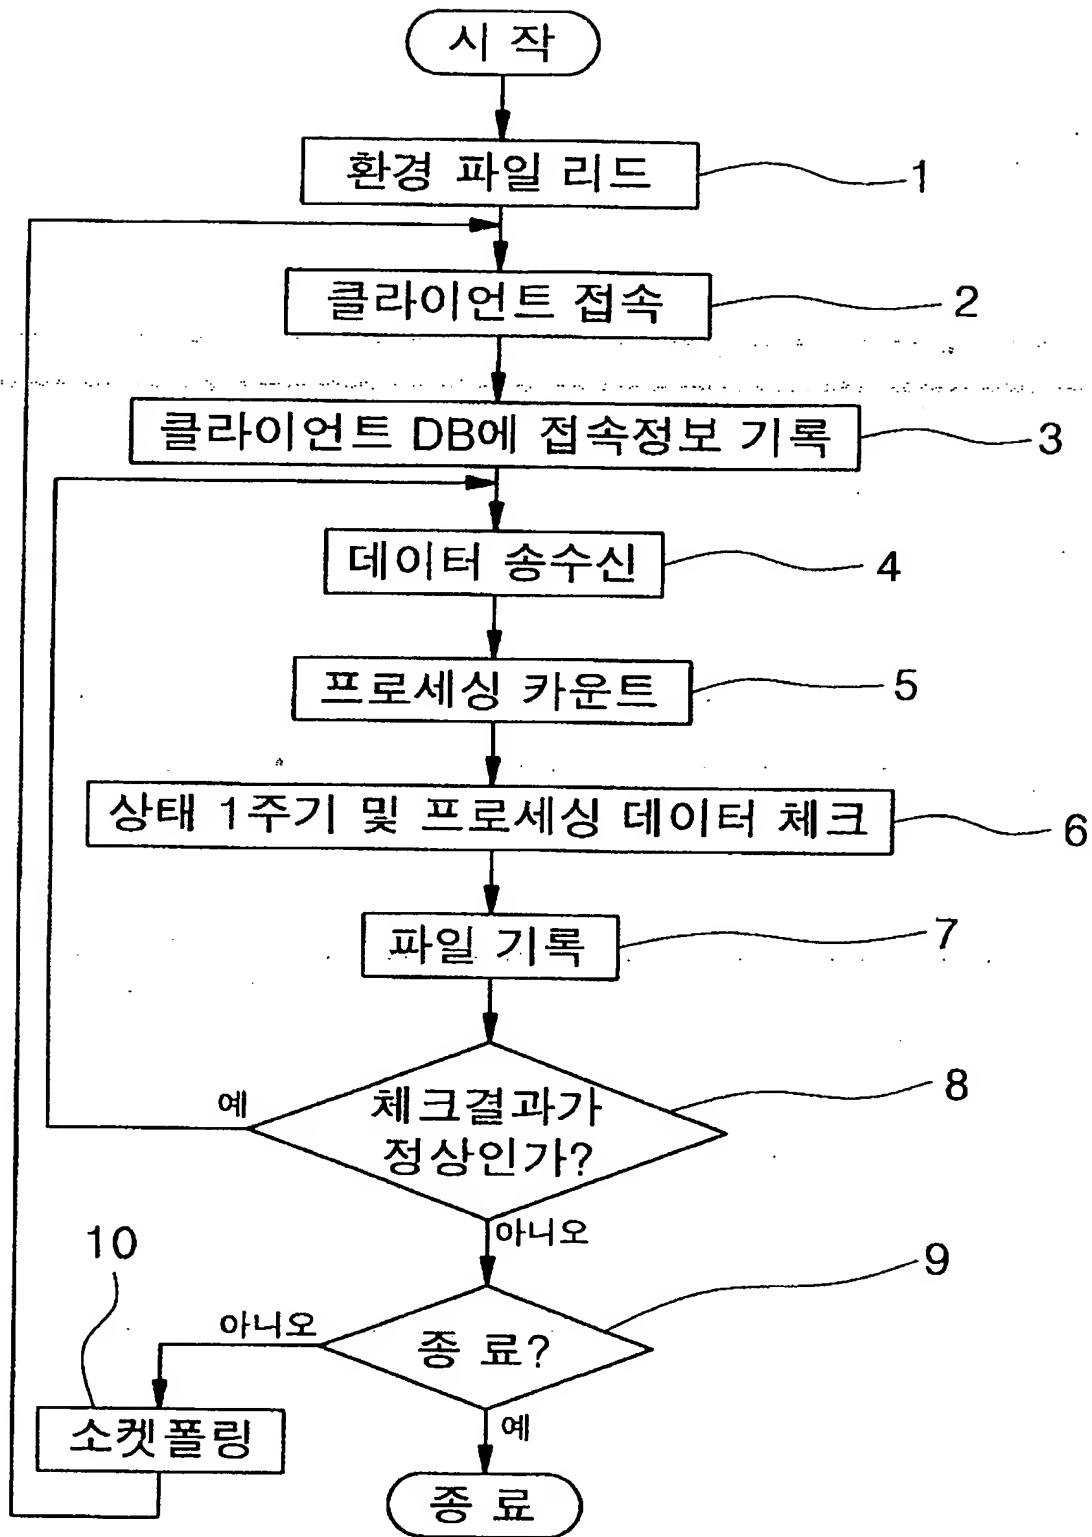 시 작
환경 파일 리드
1
클라이언트 접속
2
클라이언트 DB에 접속정보 기록
3
데이터 송수신
4
프로세싱 카운트
5
상태 1주기 및 프로세싱 데이터 체크
6
파일 기록
7
체크결과가
정상인가?
8
예
아니오
10
9
아니오
종 료?
소켓폴링
예
종 료